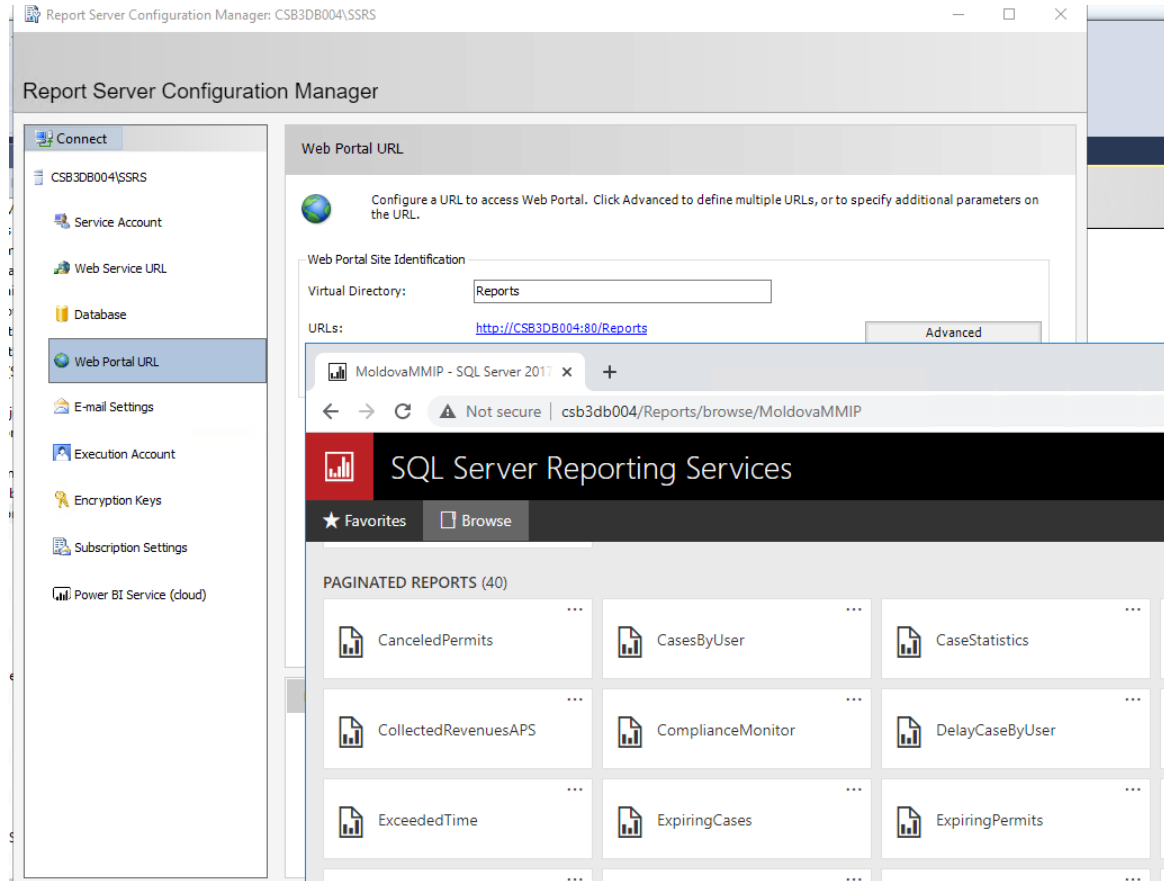 Report Server Configuration Manager: CSB3DB004\SSRS
Report Server Configuration Manager
Connect
CSB3DB004\SSRS
Service Account
Web Service URL
Database
Web Portal URL
E-mail Settings
Execution Account
Encryption Keys
Subscription Settings
Power BI Service (cloud)
Web Portal URL
Configure a URL to access Web Portal. Click Advanced to define multiple URLs, or to specify additional parameters on
the URL.
Web Portal Site Identification
Virtual Directory: Reports
URLs: http://CSB3DB004:80/Reports Advanced
MoldovaMMIP - SQL Server 2017
Not secure | csb3db004/Reports/browse/MoldovaMMIP
SQL Server Reporting Services
Favorites Browse
PAGINATED REPORTS (40)
CanceledPermits CasesByUser CaseStatistics
CollectedRevenuesAPS ComplianceMonitor DelayCaseByUser
ExceededTime ExpiringCases ExpiringPermits